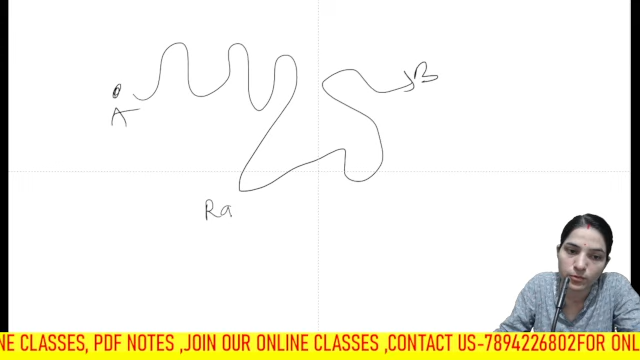 A
B
Ra
NE CLASSES, PDF NOTES ,JOIN OUR ONLINE CLASSES ,CONTACT US-7894226802FOR ONL